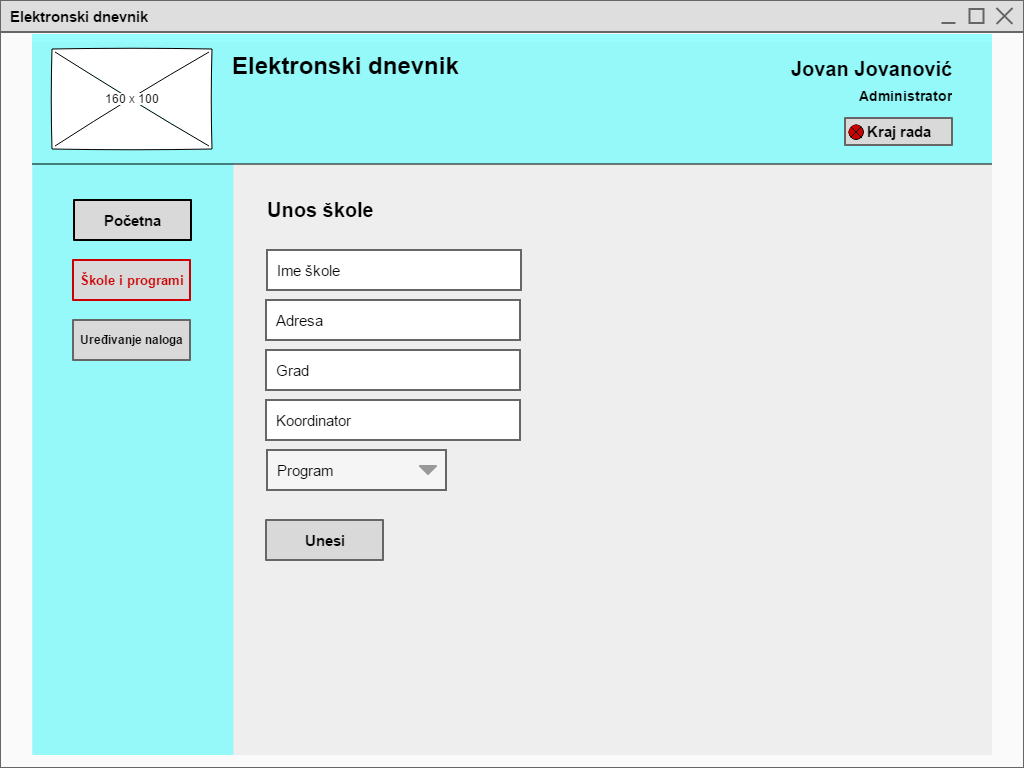 Elektronski dnevnik
160 x 100
Elektronski dnevnik
Jovan Jovanović
Administrator
Kraj rada
Početna
Škole i programi
Uređivanje naloga
Unos škole
Ime škole
Adresa
Grad
Koordinator
Program
Unesi